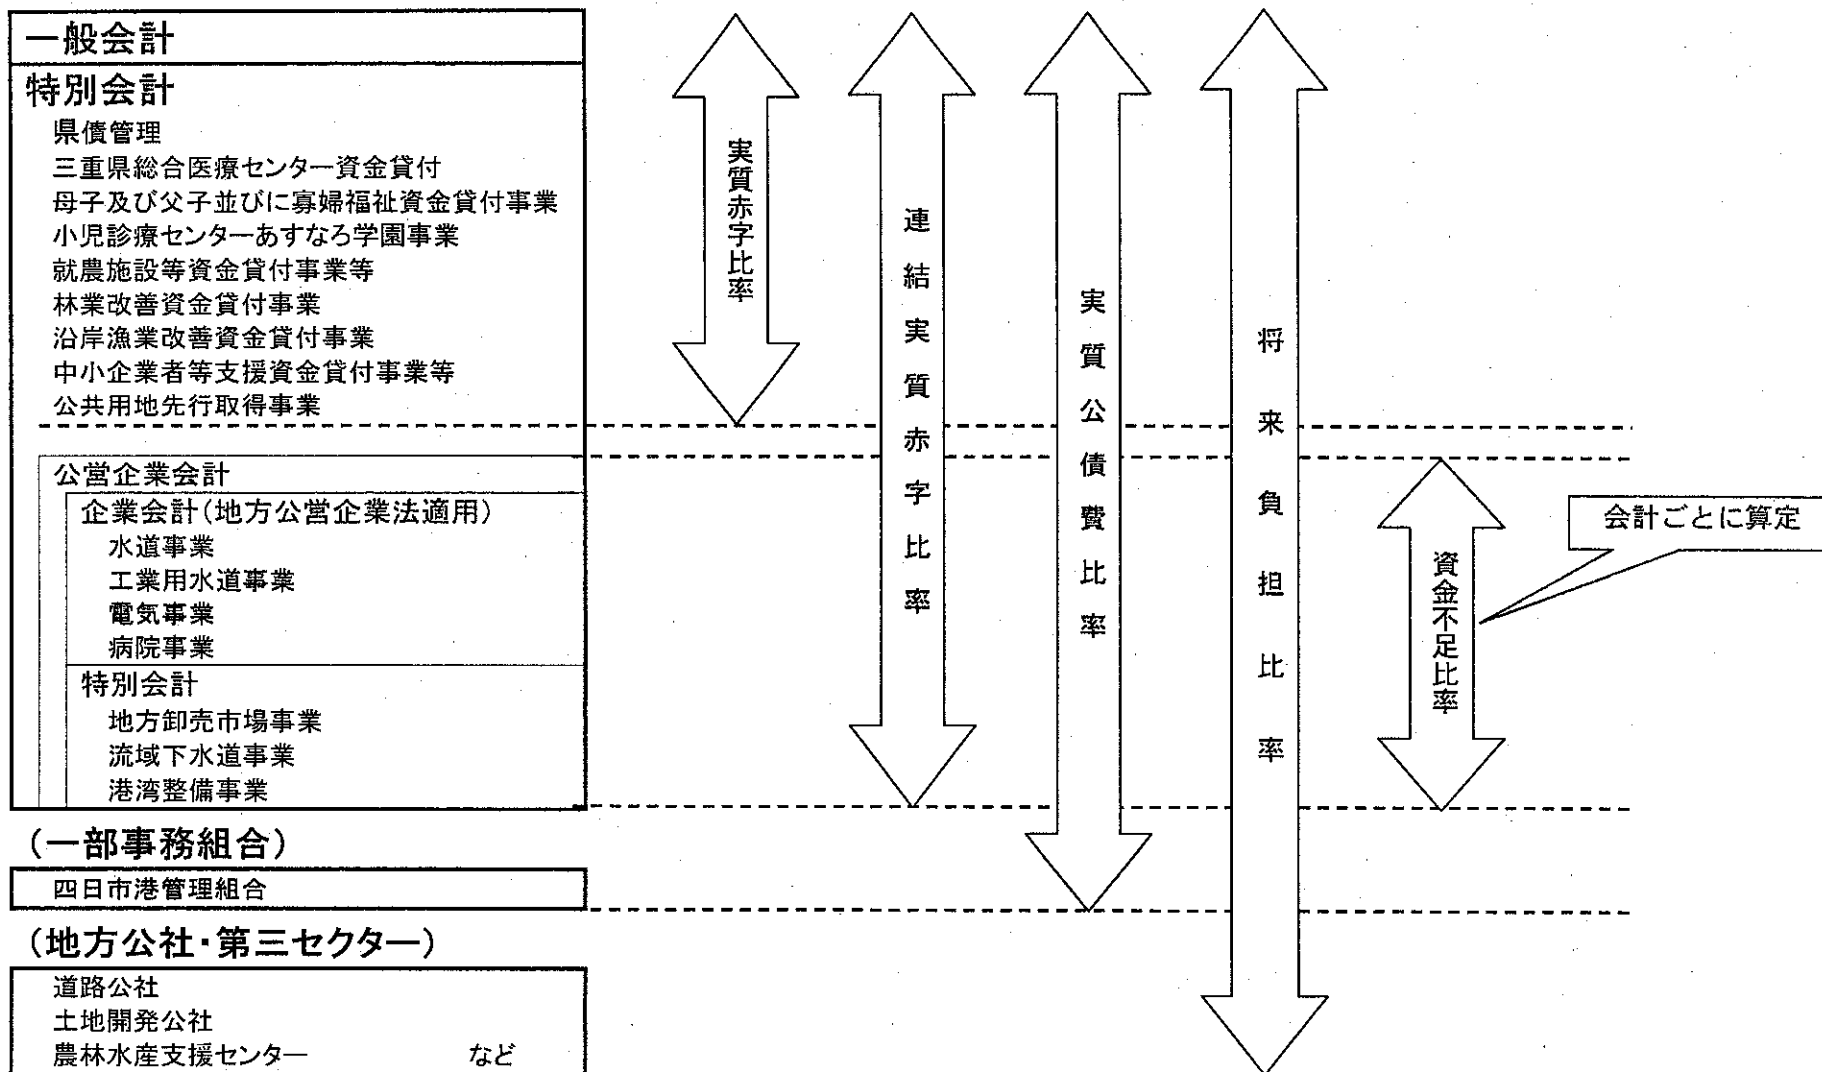 一般会計
特別会計
県債管理
三重県総合医療センター資金貸付
母子及び父子並びに寡婦福祉資金貸付事業
小児診療センターあすなろ学園事業
就農施設等資金貸付事業等
林業改善資金貸付事業
沿岸漁業改善資金貸付事業
中小企業者等支援資金貸付事業等
公共用地先行取得事業
公営企業会計
企業会計(地方公営企業法適用)
水道事業
工業用水道事業
電気事業
病院事業
特別会計
地方卸売市場事業
流域下水道事業
港湾整備事業
(一部事務組合)
四日市港管理組合
(地方公社・第三セクター)
道路公社
土地開発公社
農林水産支援センター など
実質赤字比率
連結実質赤字比率
実質公債費比率
将来負担比率
資金不足比率
会計ごとに算定